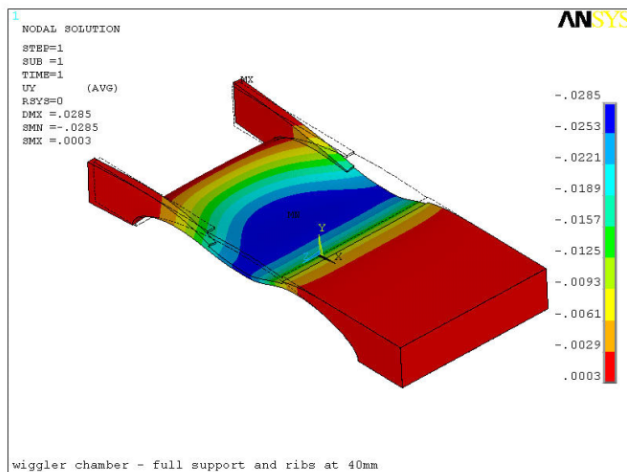 1
ANSYS
NODAL SOLUTION
STEP=1
SUB =1
TIME=1
UY (AVG)
RSYS=0
DMX =.0285
SMN =-.0285
SMX =.0003
MX
MN
Y
X
-.0285
-.0253
-.0221
-.0189
-.0157
-.0125
-.0093
-.0061
-.0029
.0003
wiggler chamber - full support and ribs at 40mm